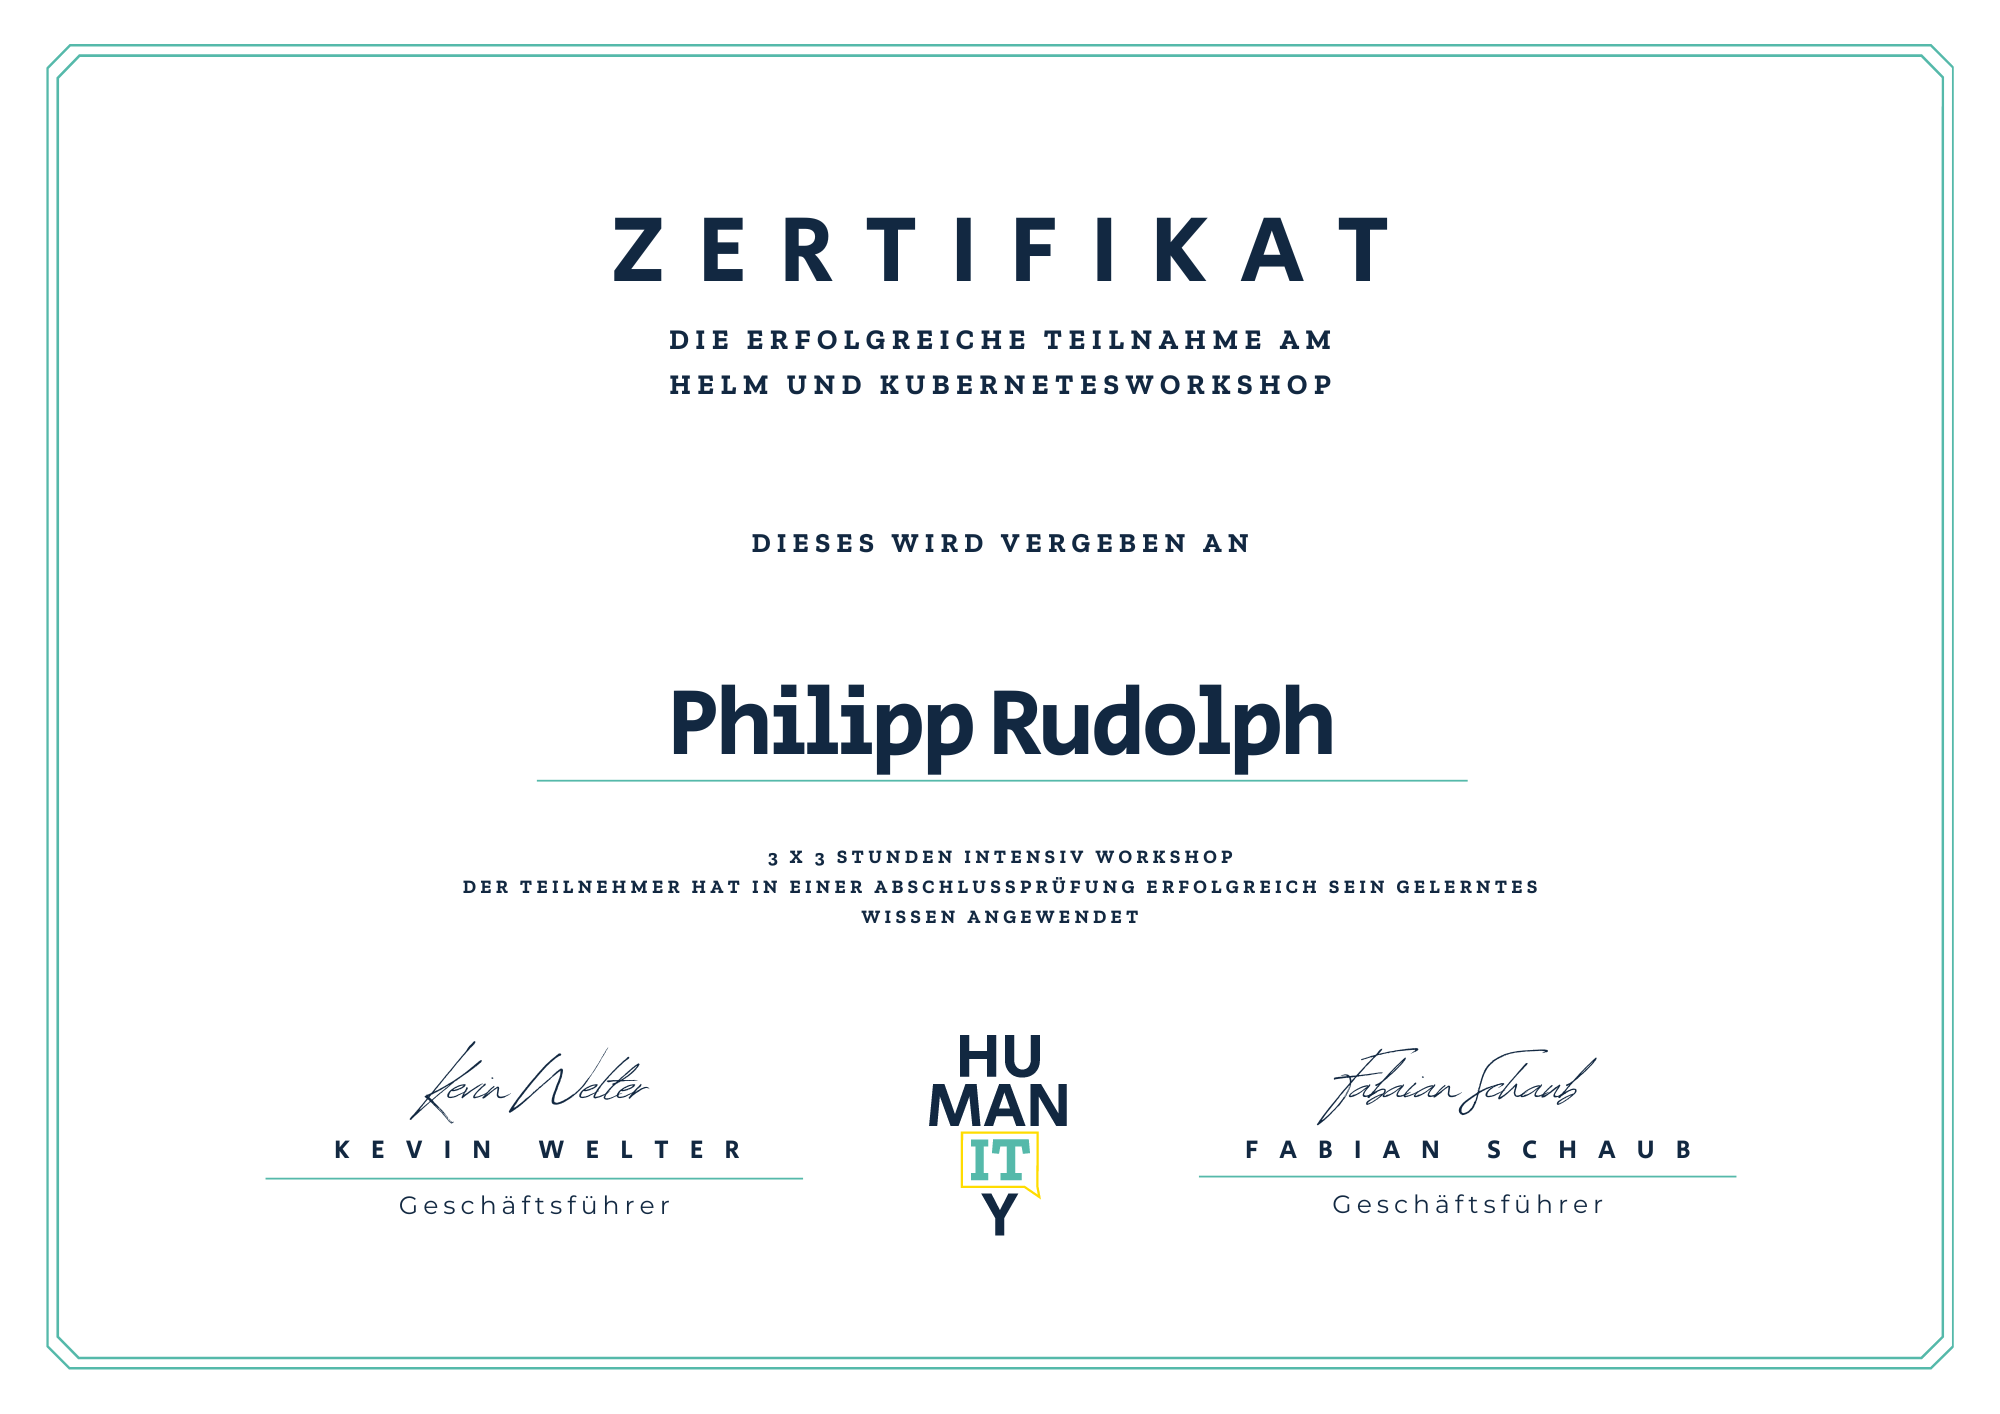 ZERTIFIKAT
DIE ERFOLGREICHE TEILNAHME AM
HELM UND KUBERNETESWORKSHOP
DIESES WIRD VERGEBEN AN
Philipp Rudolph
3 X 3 STUNDEN INTENSIV WORKSHOP
DER TEILNEHMER HAT IN EINER ABSCHLUSSPRÜFUNG ERFOLGREICH SEIN GELERNTES
WISSEN ANGEWENDET
Kevin Welter
KEVIN WELTER
Geschäftsführer
HU
MAN
IT
Y
Fabaian Schaub
FABIAN SCHAUB
Geschäftsführer